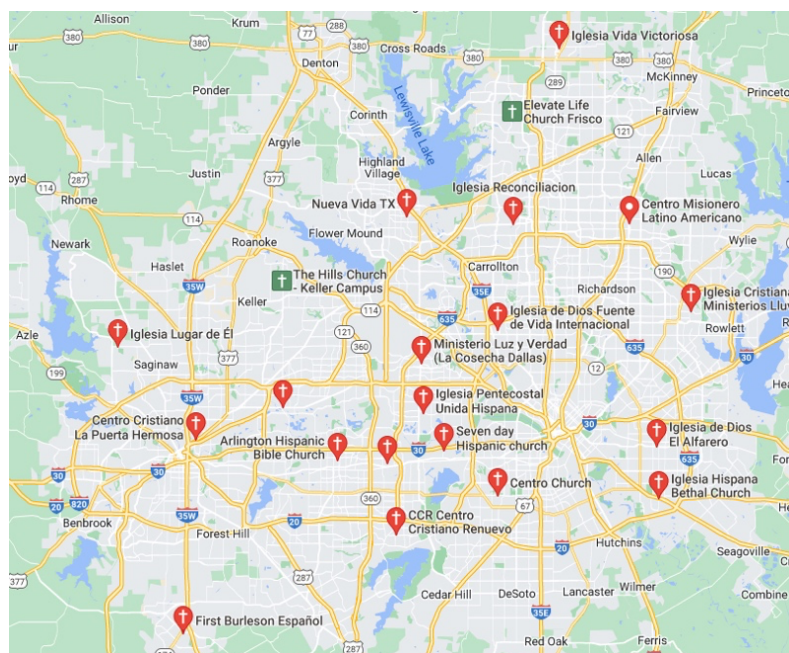 Allison
Krum
288
77
380
Cross Roads
380
Iglesia Vida Victoriosa
380
380
380
Denton
289
McKinney
Ponder
Corinth
Lewisville Lake
Elevate Life
Church Frisco
Princeto
Fairview
121
287
Argyle
Highland
Village
Allen
Lucas
Justin
377
114
Rhome
Nueva Vida TX
Iglesia Reconciliacion
Centro Misionero
Latino Americano
114
Flower Mound
Roanoke
Newark
Wylie
Haslet
The Hills Church
- Keller Campus
Carrollton
190
35W
35E
Richardson
Keller
114
Iglesia Cristiana
Ministerios Lluv
635
Iglesia de Dios Fuente
de Vida Internacional
Azle
Iglesia Lugar de Él
121
360
Rowlett
Ministerio Luz y Verdad
(La Cosecha Dallas)
635
30
377
Saginaw
199
12
35W
Iglesia Pentecostal
Unida Hispana
Centro Cristiano
La Puerta Hermosa
Seven day
Hispanic church
30
Iglesia de Dios
El Alfarero
Arlington Hispanic
Bible Church
30
635
30
30
Centro Church
Iglesia Hispana
Bethal Church
20
820
360
67
Benbrook
35W
20
CCR Centro
Cristiano Renuevo
Forest Hill
20
Hutchins
Seagoville
377
287
175
Cedar Hill
DeSoto
Lancaster
Wilmer
Combine
First Burleson Español
35E
287
Red Oak
Ferris